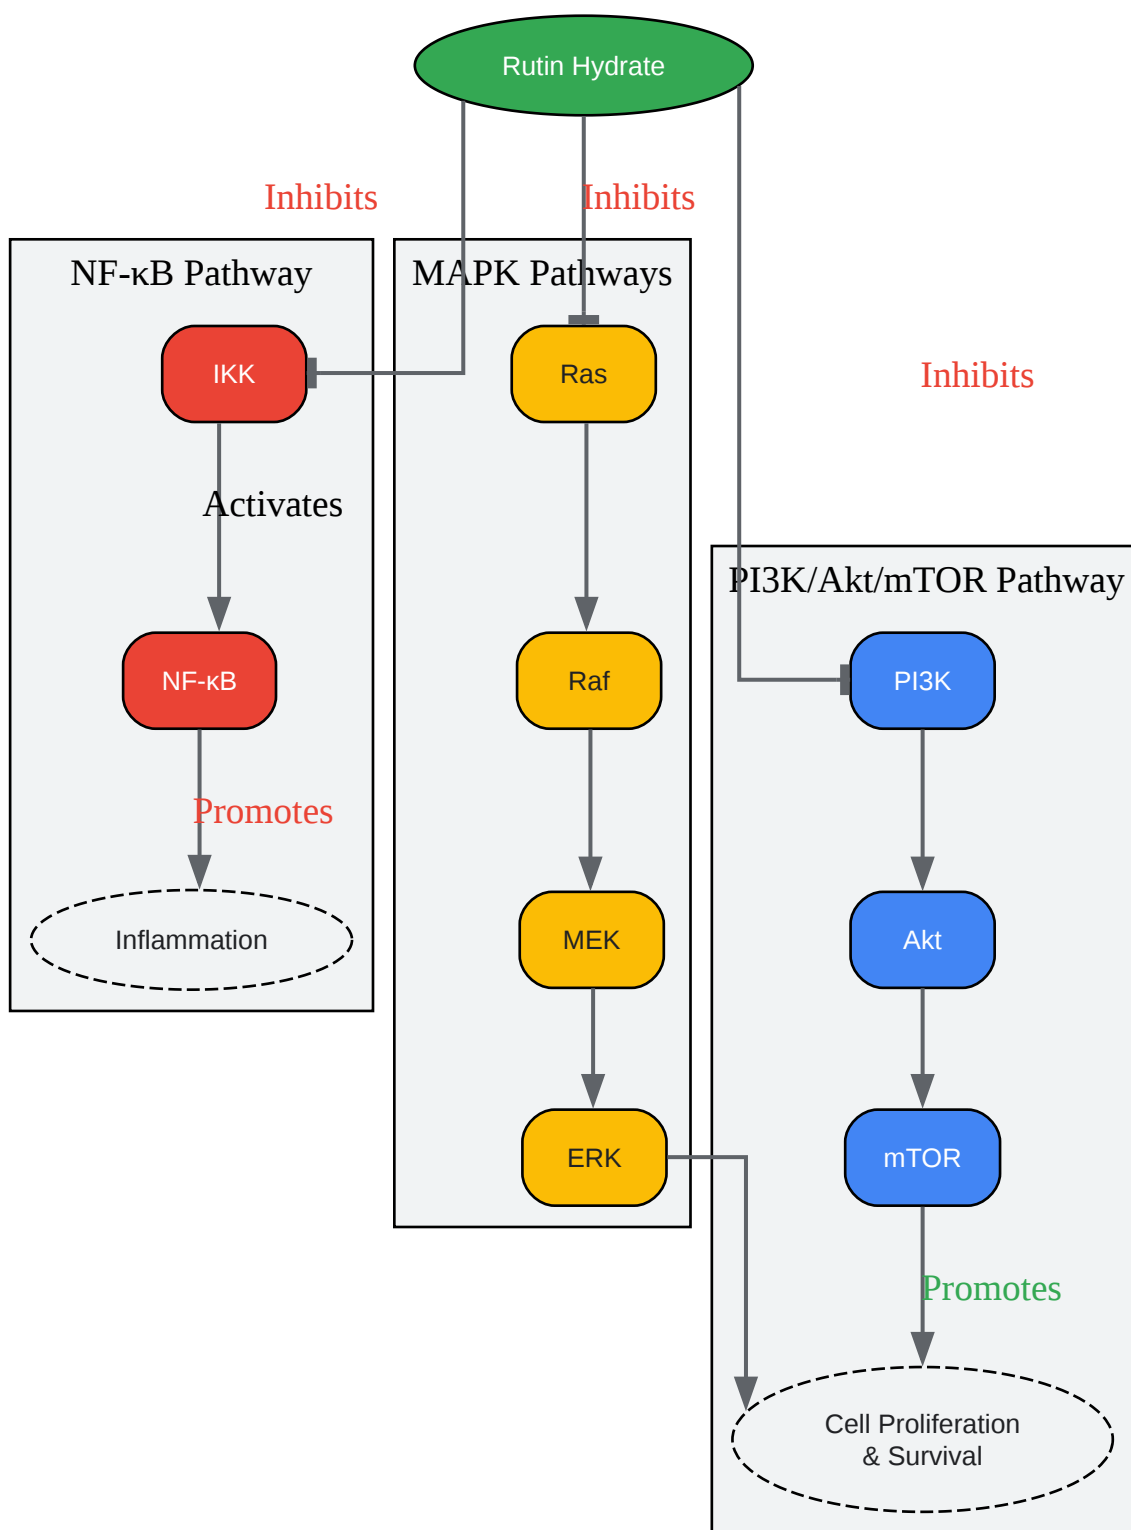 Rutin Hydrate
Inhibits
Inhibits
Inhibits
NF-κB Pathway
IKK
Activates
NF-κB
Promotes
Inflammation
MAPK Pathways
Ras
Raf
MEK
ERK
PI3K/Akt/mTOR Pathway
PI3K
Akt
mTOR
Promotes
Cell Proliferation
& Survival